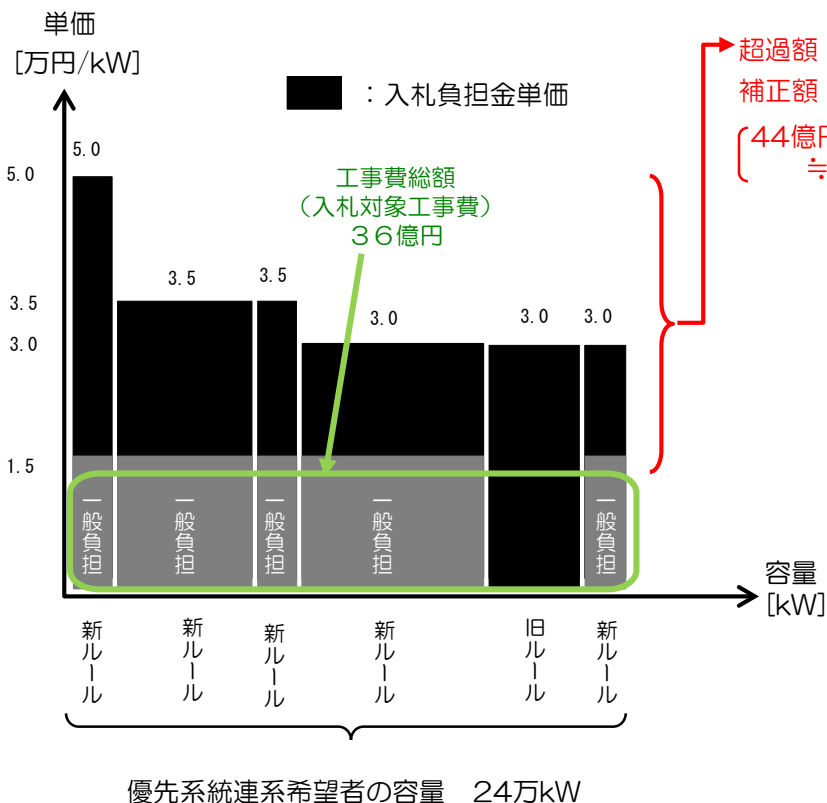 単価
[万円/kW]
：入札負担金単価
超過額
補正額
44億円
≒
工事費総額
（入札対象工事費）
３６億円
5.0
3.5
3.0
1.5
5.0
3.5
3.5
3.0
3.0
3.0
一般負担
一般負担
一般負担
一般負担
一般負担
容量
[kW]
新ルール
新ルール
新ルール
新ルール
旧ルール
新ルール
優先系統連系希望者の容量　24万kW